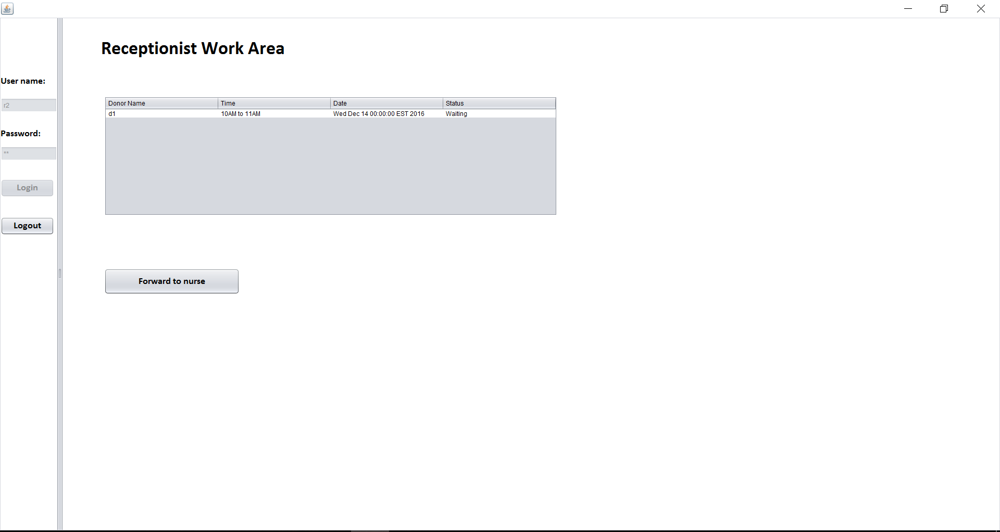 Receptionist Work Area
User name:
r2
Password:
**
Login
Logout
Donor Name Time Date Status
d1 10AM to 11AM Wed Dec 14 00:00:00 EST 2016 Waiting
Forward to nurse